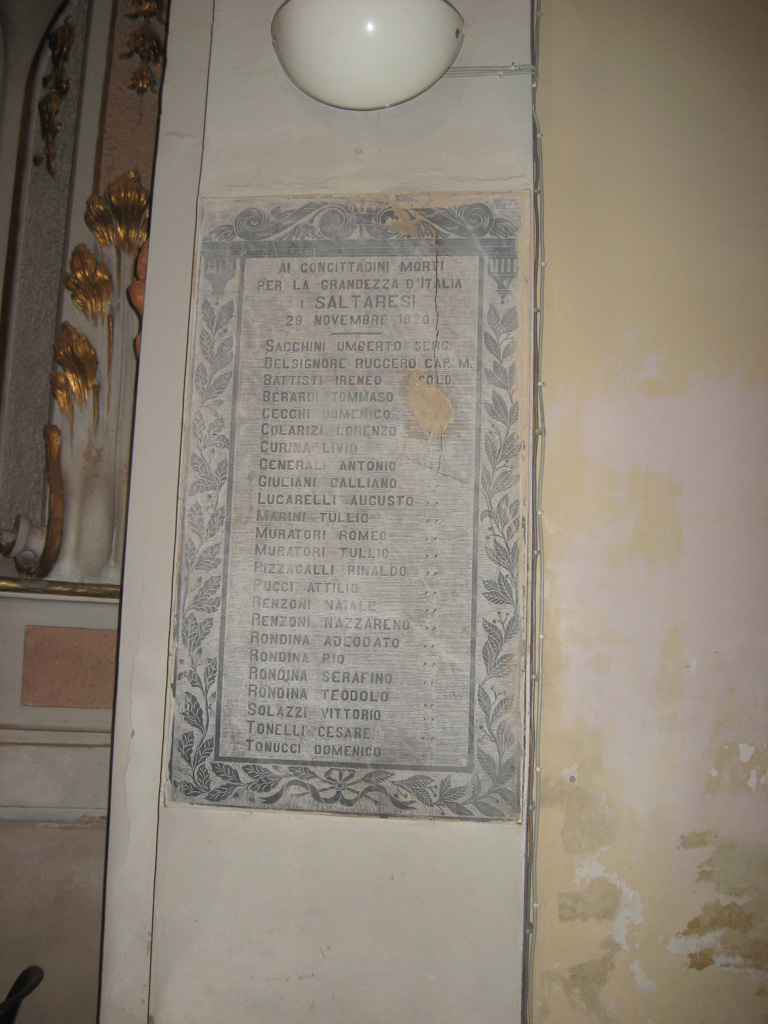 AI CONCITTADINI MORTI
PER LA GRANDEZZA D'ITALIA
I SALTARESI
29 NOVEMBRE 1920
SACCHINI UMBERTO SERG.
DELSIGNORE RUGGERO CAP. M.
BATTISTI IRENEO SOLD
BERARDI TOMMASO
CECCHI DOMENICO
COLARIZI LORENZO
CURINA LIVIO
GENERALI ANTONIO ,,
GIULIANI GALLIANO ,,
LUCARELLI AUGUSTO ,,
MARINI TULLIO ,,
MURATORI ROMEO ,,
MURATORI TULLIO ,,
PIZZAGALLI RINALDO ,,
PUCCI ATTILIO ,,
RENZONI NATALE ,,
RENZONI NAZZARENO ,,
RONDINA ADEODATO ,,
RONDINA PIO ,,
RONDINA SERAFINO ,,
RONDINA TEODOLO ,,
SOLAZZI VITTORIO ,,
TONELLI CESARE ,,
TONUCCI DOMENICO ,,